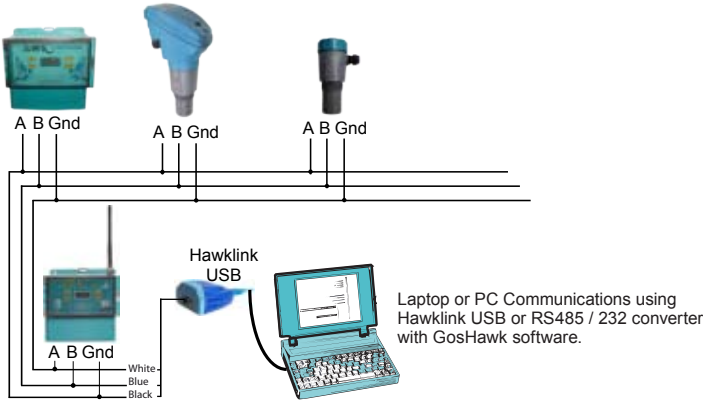 A B Gnd
A B Gnd
A B Gnd
Hawklink
USB
Laptop or PC Communications using
Hawklink USB or RS485 / 232 converter
with GosHawk software.
A B Gnd
White
Blue
Black